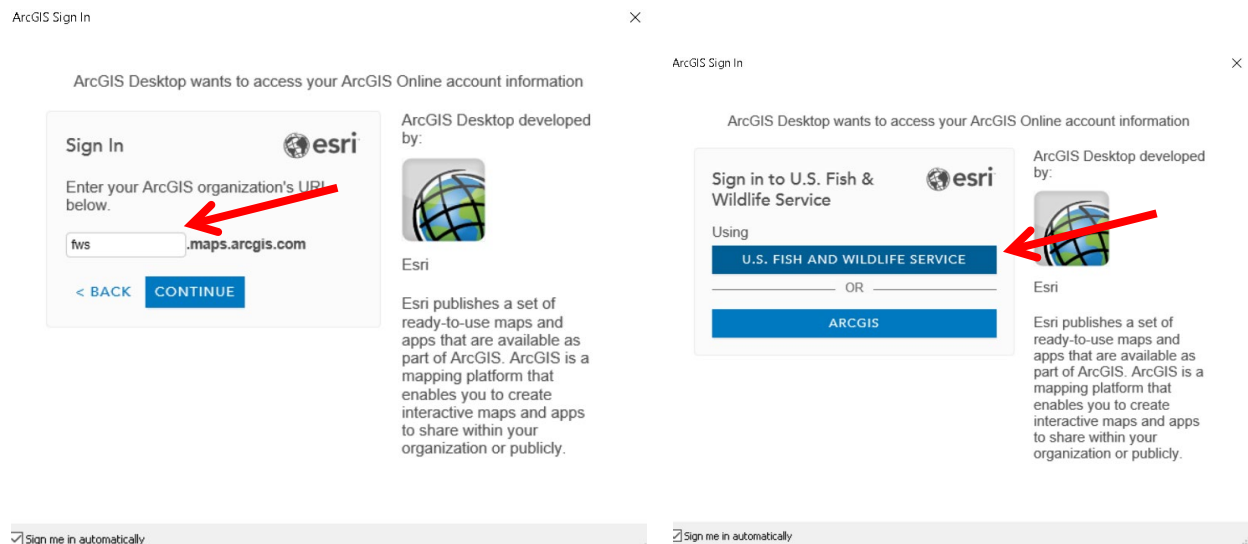 ArcGIS Sign In
ArcGIS Desktop wants to access your ArcGIS Online account information
Sign In
esri
Enter your ArcGIS organization's URL
below.
fws .maps.arcgis.com
< BACK CONTINUE
ArcGIS Desktop developed
by:
Esri
Esri publishes a set of
ready-to-use maps and
apps that are available as
part of ArcGIS. ArcGIS is a
mapping platform that
enables you to create
interactive maps and apps
to share within your
organization or publicly.
Sign me in automatically
ArcGIS Sign In
ArcGIS Desktop wants to access your ArcGIS Online account information
Sign in to U.S. Fish &
Wildlife Service
esri
Using
U.S. FISH AND WILDLIFE SERVICE
OR
ARCGIS
ArcGIS Desktop developed
by:
Esri
Esri publishes a set of
ready-to-use maps and
apps that are available as
part of ArcGIS. ArcGIS is a
mapping platform that
enables you to create
interactive maps and apps
to share within your
organization or publicly.
Sign me in automatically